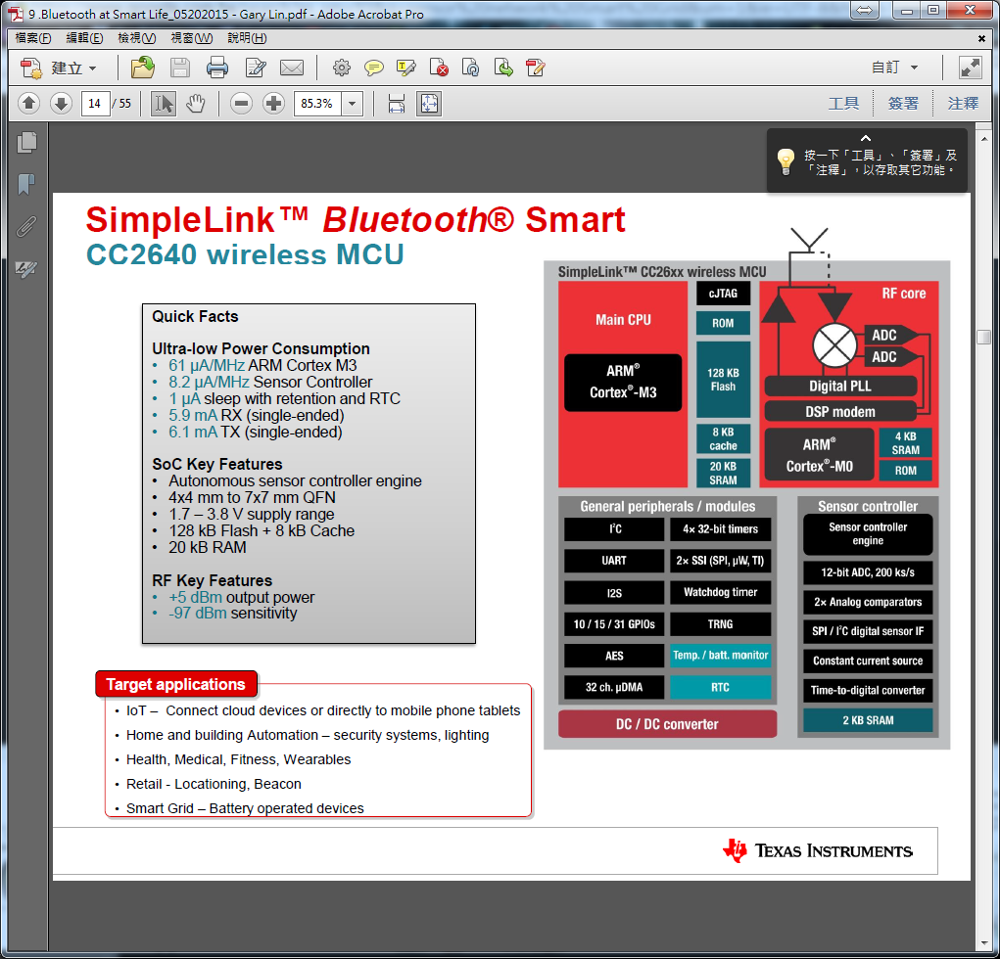 9 .Bluetooth at Smart Life_05202015 - Gary Lin.pdf - Adobe Acrobat Pro
檔案(F) 編輯(E) 檢視(V) 視窗(W) 說明(H)
建立 自訂
14 / 55 85.3% 工具 簽署 注釋
按一下「工具」、「簽署」及
「注釋」，以存取其它功能。
SimpleLink™ Bluetooth® Smart
CC2640 wireless MCU
Quick Facts
Ultra-low Power Consumption
• 61 µA/MHz ARM Cortex M3
• 8.2 µA/MHz Sensor Controller
• 1 µA sleep with retention and RTC
• 5.9 mA RX (single-ended)
• 6.1 mA TX (single-ended)
SoC Key Features
• Autonomous sensor controller engine
• 4x4 mm to 7x7 mm QFN
• 1.7 – 3.8 V supply range
• 128 kB Flash + 8 kB Cache
• 20 kB RAM
RF Key Features
• +5 dBm output power
• -97 dBm sensitivity
Target applications
• IoT – Connect cloud devices or directly to mobile phone tablets
• Home and building Automation – security systems, lighting
• Health, Medical, Fitness, Wearables
• Retail - Locationing, Beacon
• Smart Grid – Battery operated devices
SimpleLink™ CC26xx wireless MCU
Main CPU
ARM®
Cortex®-M3
cJTAG
ROM
128 KB
Flash
8 KB
cache
20 KB
SRAM
RF core
ADC
ADC
Digital PLL
DSP modem
ARM®
Cortex®-M0
4 KB
SRAM
ROM
General peripherals / modules
I²C 4× 32-bit timers
UART 2× SSI (SPI, µW, TI)
I2S Watchdog timer
10 / 15 / 31 GPIOs TRNG
AES Temp. / batt. monitor
32 ch. µDMA RTC
DC / DC converter
Sensor controller
Sensor controller
engine
12-bit ADC, 200 ks/s
2× Analog comparators
SPI / I²C digital sensor IF
Constant current source
Time-to-digital converter
2 KB SRAM
TEXAS INSTRUMENTS